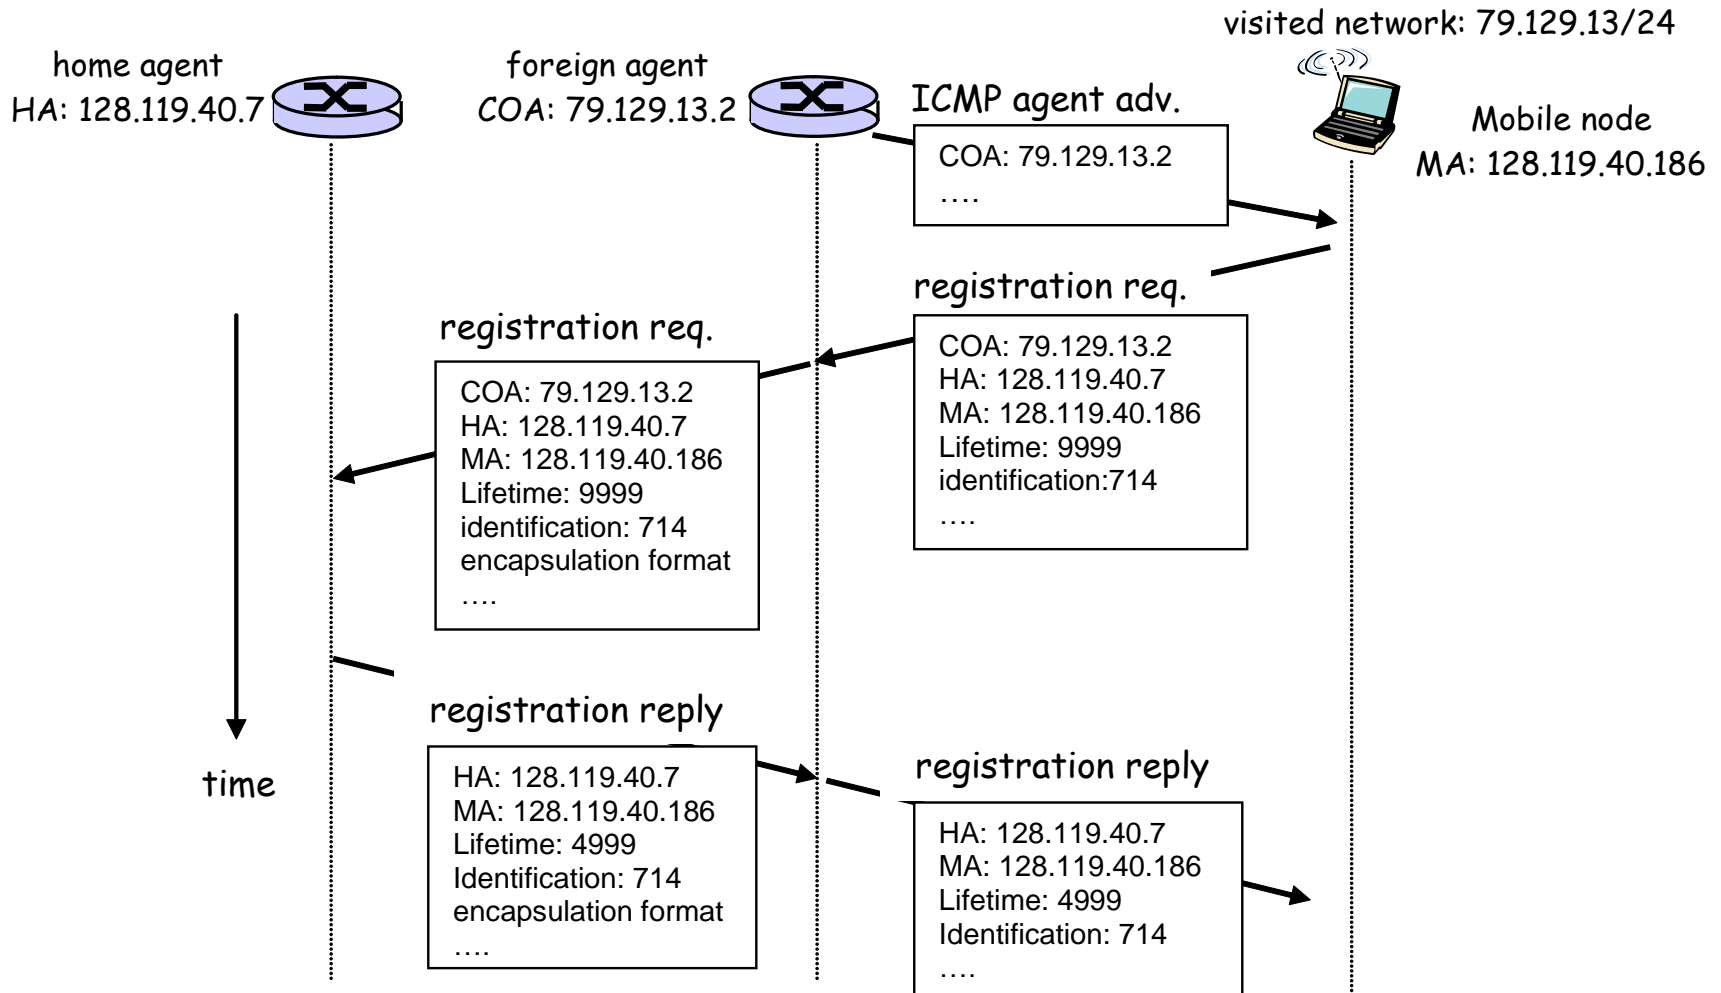 visited network: 79.129.13/24
home agent
HA: 128.119.40.7
foreign agent
COA: 79.129.13.2
ICMP agent adv.
COA: 79.129.13.2
….
Mobile node
MA: 128.119.40.186
registration req.
COA: 79.129.13.2
HA: 128.119.40.7
MA: 128.119.40.186
Lifetime: 9999
identification:714
….
registration req.
COA: 79.129.13.2
HA: 128.119.40.7
MA: 128.119.40.186
Lifetime: 9999
identification: 714
encapsulation format
….
time
registration reply
HA: 128.119.40.7
MA: 128.119.40.186
Lifetime: 4999
Identification: 714
encapsulation format
….
registration reply
HA: 128.119.40.7
MA: 128.119.40.186
Lifetime: 4999
Identification: 714
….